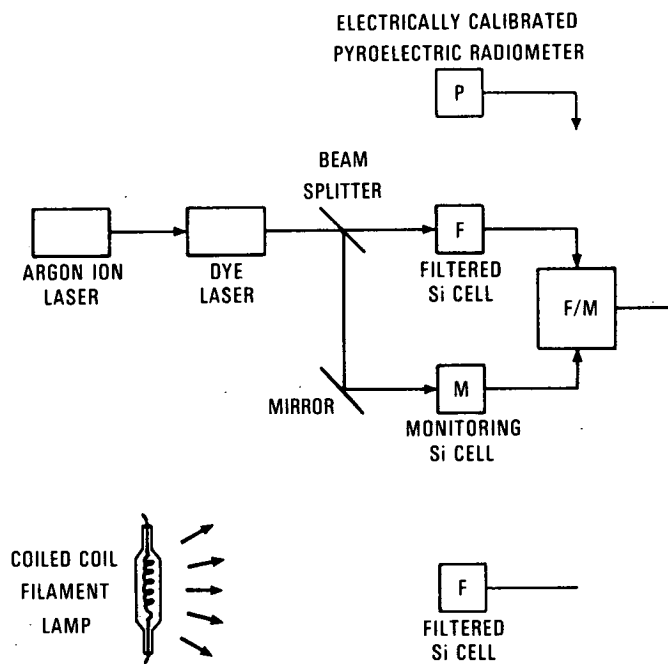 ELECTRICALLY CALIBRATED
PYROELECTRIC RADIOMETER
P
BEAM
SPLITTER
F
FILTERED
Si CELL
ARGON ION
LASER
DYE
LASER
F/M
MIRROR
M
MONITORING
Si CELL
COILED COIL
FILAMENT
LAMP
F
FILTERED
Si CELL